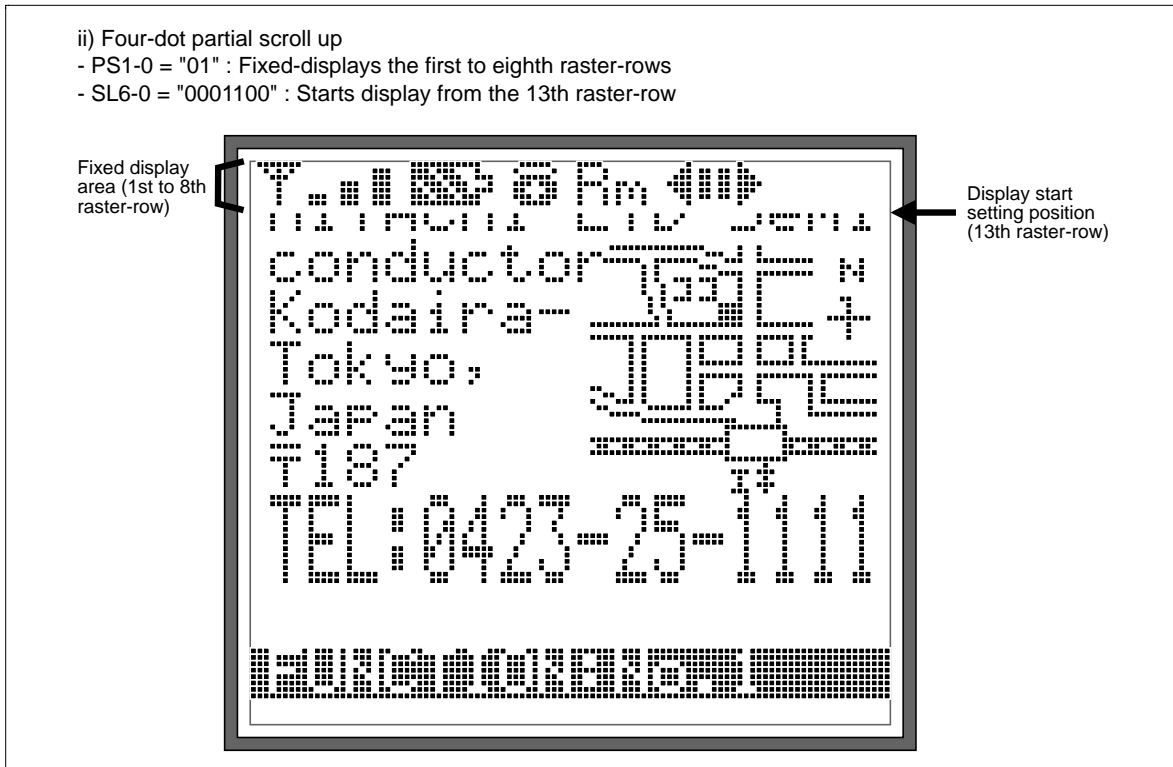 ii) Four-dot partial scroll up
- PS1-0 = "01" : Fixed-displays the first to eighth raster-rows
- SL6-0 = "0001100" : Starts display from the 13th raster-row
Fixed display
area (1st to 8th
raster-row)
Display start
setting position
(13th raster-row)
conductor
N
Kodaira-
Tokyo,
Japan
T187
TEL:0423-25-1111